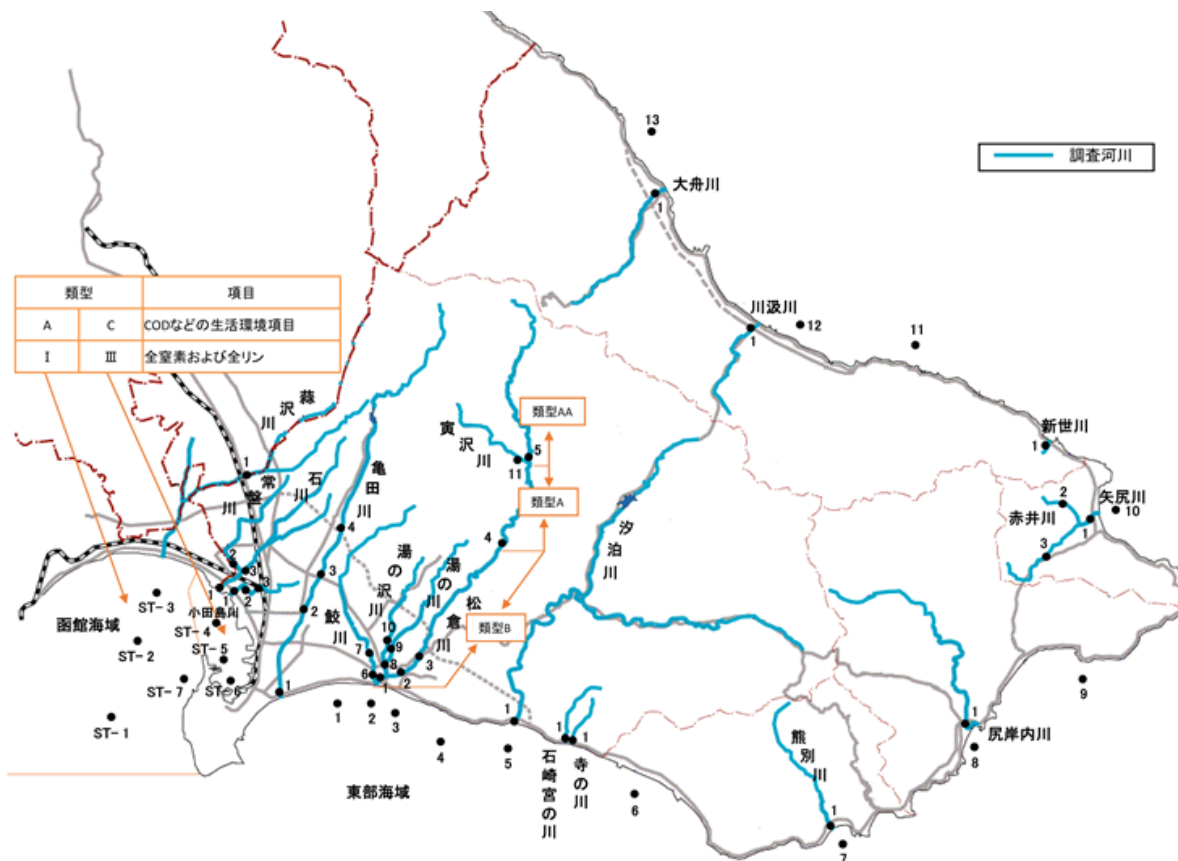 13
調査河川
大舟川
1
類型 項目
A C CODなどの生活環境項目
Ⅰ Ⅲ 全窒素および全リン
川汲川
1
12
11
蒜沢川
常盤川
石川
亀田川
寅沢川
類型AA
5
11
類型A
新世川
1
矢尻川
10
赤井川
2
1
3
汐泊川
1
4
4
湯の沢川
湯の川
松倉川
類型B
2
3
3
1
1
2
3
2
3
小田島川
鮫川
10
9
7
8
6
1
2
3
函館海域
ST-3
ST-4
ST-2
ST-5
ST-7
ST-6
ST-1
1
1
2
3
4
5
1
1
1
石崎宮の川
寺の川
6
東部海域
熊別川
1
7
尻岸内川
1
8
9